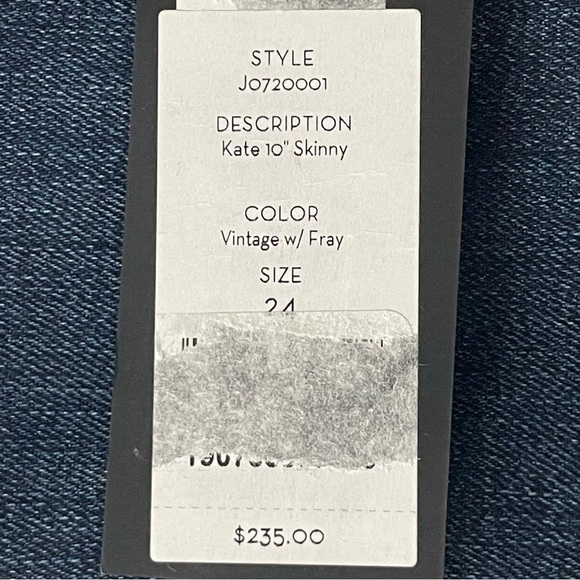 STYLE
J0720001
DESCRIPTION
Kate 10" Skinny
COLOR
Vintage w/ Fray
SIZE
24
$235.00